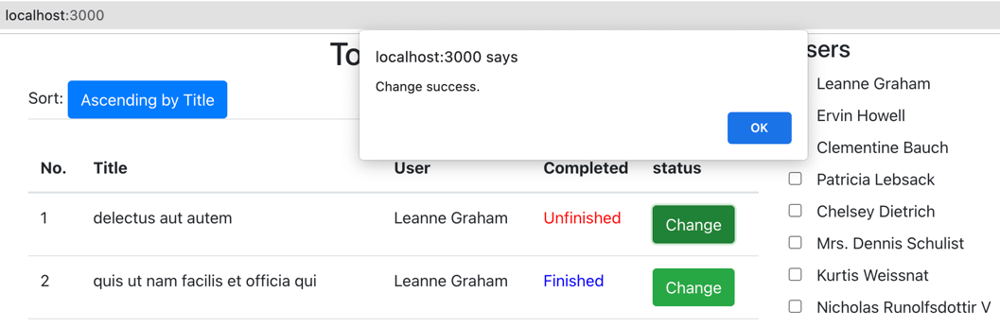 localhost:3000
To
localhost:3000 says
Change success.
OK
sers
Sort: Ascending by Title
Leanne Graham
Ervin Howell
Clementine Bauch
Patricia Lebsack
Chelsey Dietrich
Mrs. Dennis Schulist
Kurtis Weissnat
Nicholas Runolfsdottir V
No. Title User Completed status
1 delectus aut autem Leanne Graham Unfinished Change
2 quis ut nam facilis et officia qui Leanne Graham Finished Change